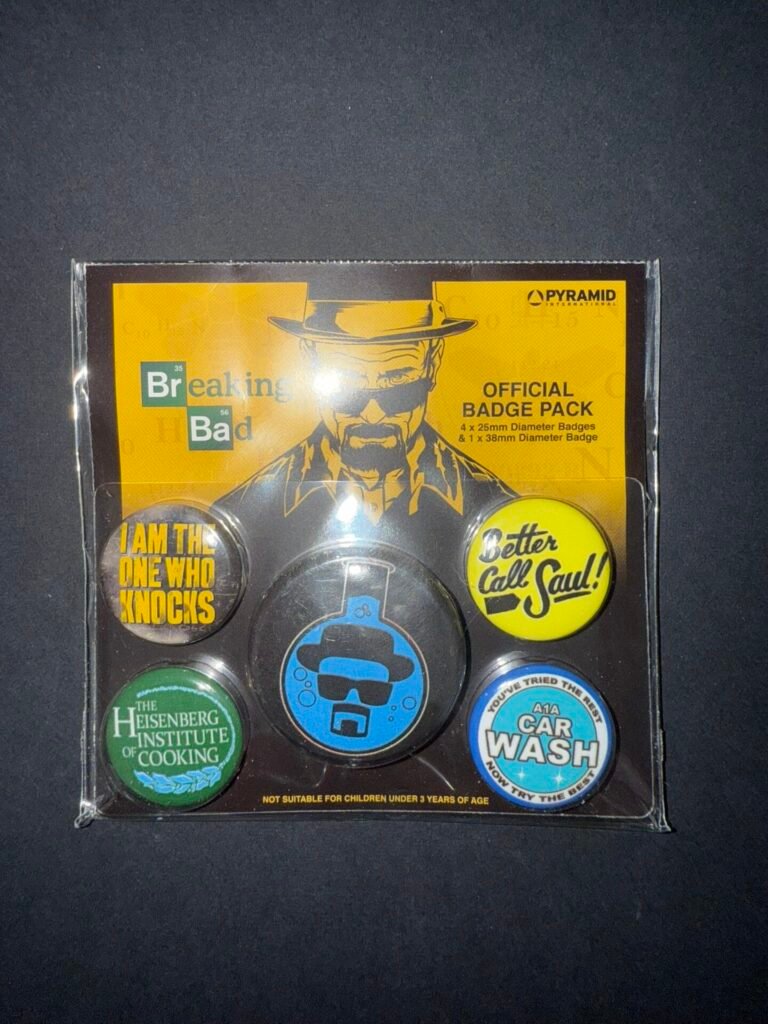 PYRAMID
INTERNATIONAL
35
Breaking
56
Bad
OFFICIAL
BADGE PACK
4 x 25mm Diameter Badges
& 1 x 38mm Diameter Badge
I AM THE
ONE WHO
KNOCKS
Better
Call Saul!
THE
HEISENBERG
INSTITUTE
OF COOKING
YOU'VE TRIED THE REST
A1A
CAR
WASH
NOW TRY THE BEST
NOT SUITABLE FOR CHILDREN UNDER 3 YEARS OF AGE